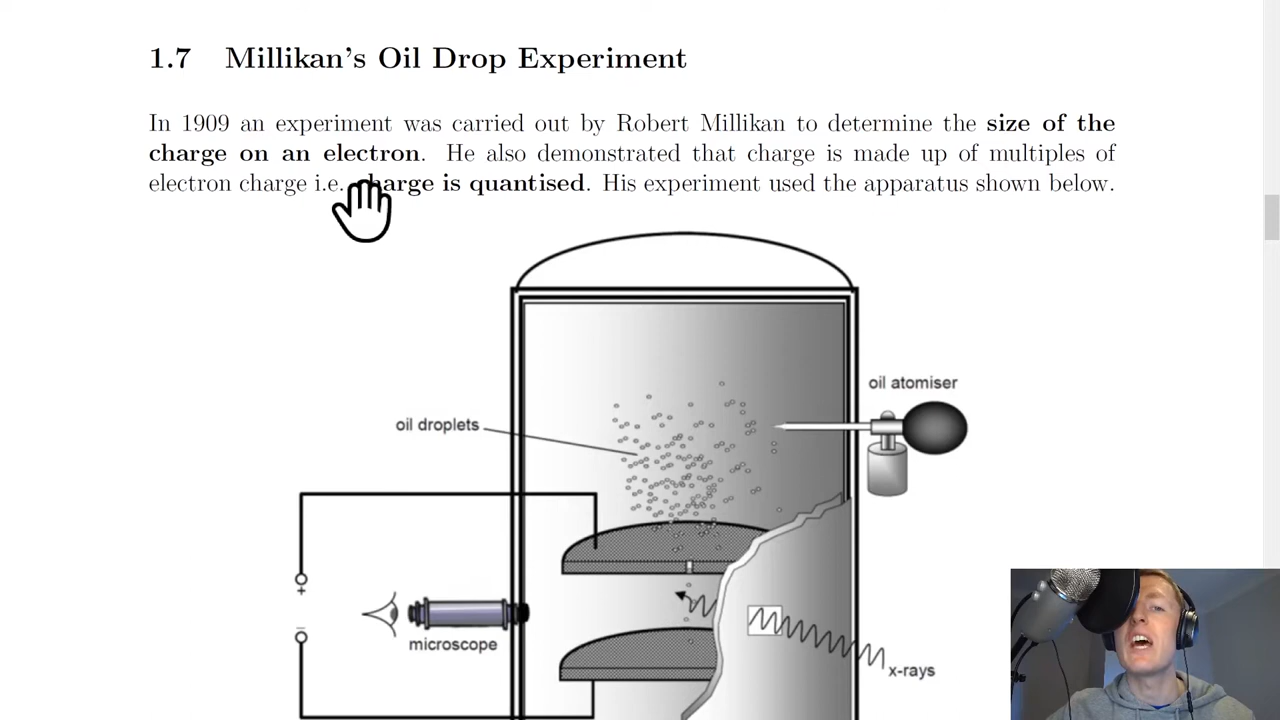 1.7 Millikan's Oil Drop Experiment
In 1909 an experiment was carried out by Robert Millikan to determine the size of the
charge on an electron. He also demonstrated that charge is made up of multiples of
electron charge i.e. charge is quantised. His experiment used the apparatus shown below.
oil atomiser
oil droplets
+
−
microscope
x-rays